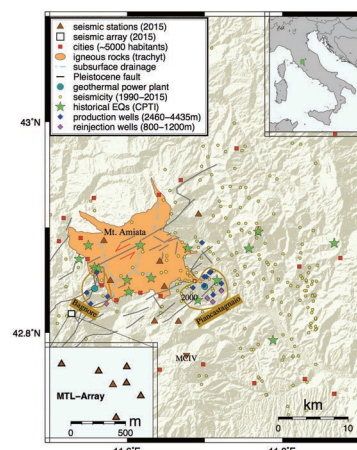 seismic stations (2015)
seismic array (2015)
cities (~5000 habitants)
igneous rocks (trachyt)
subsurface drainage
Pleistocene fault
geothermal power plant
seismicity (1990−2015)
historical EQs (CPTI)
production wells (2460−4435m)
reinjection wells (800−1200m)
43°N
Mt. Amiata
Bagnore
2000
Piancastagnaio
42.8°N
MCIV
MTL−Array
m
0 500
km
0 10